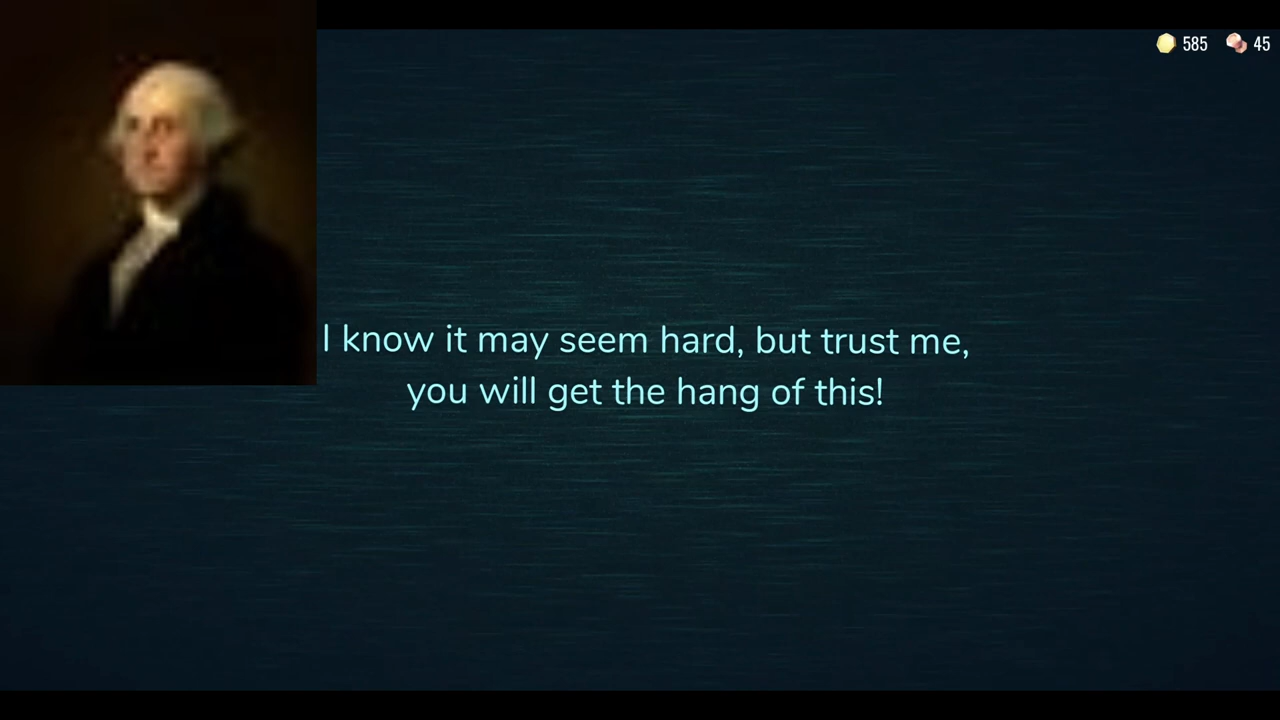 585 45
I know it may seem hard, but trust me,
you will get the hang of this!